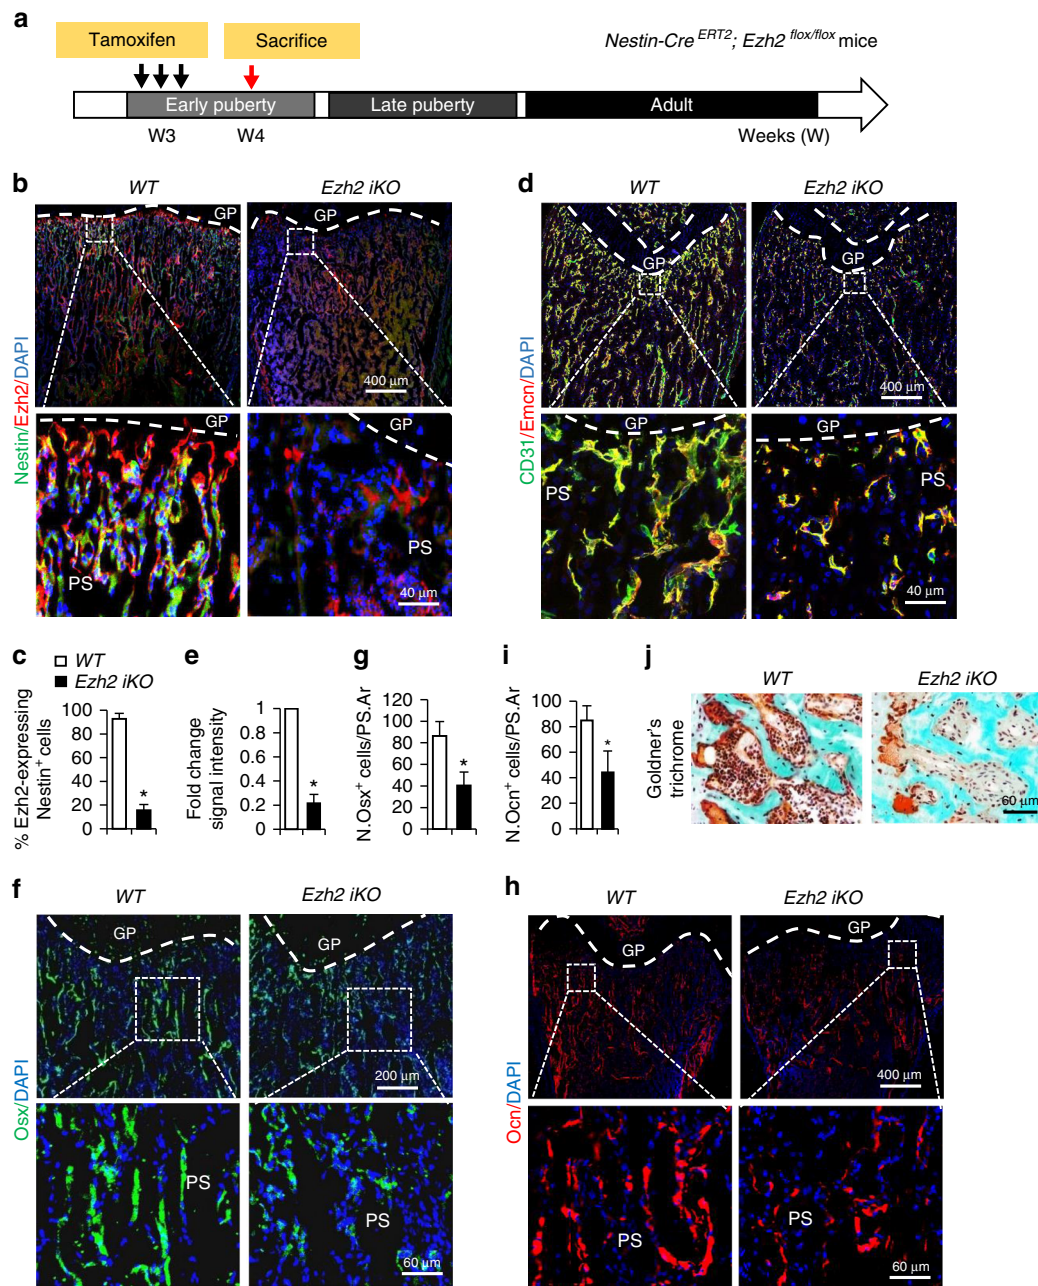 a
Tamoxifen
Sacrifice
Nestin-Cre ERT2; Ezh2 flox/flox mice
Early puberty
Late puberty
Adult
W3
W4
Weeks (W)
b
WT
Ezh2 iKO
GP
GP
400 µm
Nestin/Ezh2/DAPI
GP
GP
PS
PS
40 µm
d
WT
Ezh2 iKO
GP
GP
400 µm
CD31/Emcn/DAPI
GP
GP
PS
PS
40 µm
c
WT
Ezh2 iKO
% Ezh2-expressing
Nestin+ cells
100
80
60
40
20
0
*
e
Fold change
signal intensity
1
0.8
0.6
0.4
0.2
0
*
g
N.Osx+ cells/PS.Ar
120
100
80
60
40
20
0
*
i
N.Ocn+ cells/PS.Ar
100
80
60
40
20
0
*
j
WT
Ezh2 iKO
Goldner's
trichrome
60 µm
f
WT
Ezh2 iKO
GP
GP
200 µm
Osx/DAPI
PS
PS
60 µm
h
WT
Ezh2 iKO
GP
GP
400 µm
Ocn/DAPI
PS
PS
60 µm